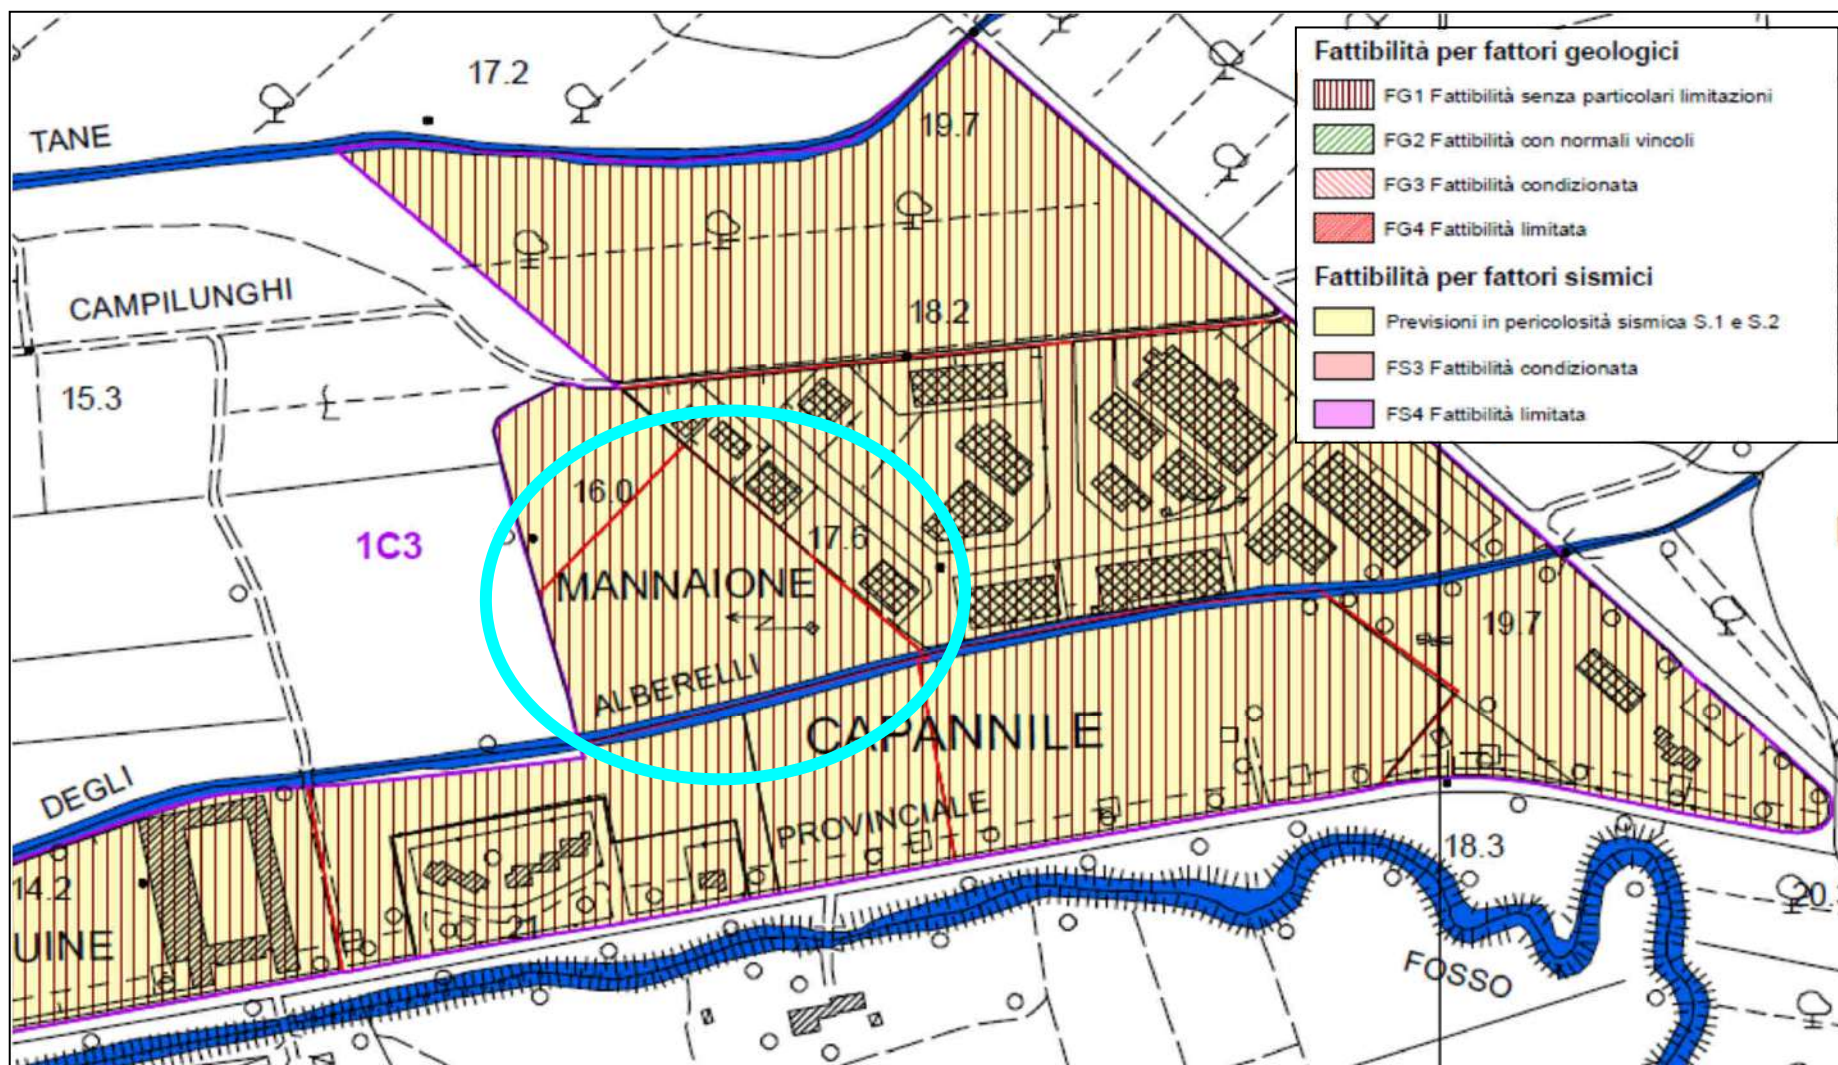 Fattibilità per fattori geologici
FG1 Fattibilità senza particolari limitazioni
FG2 Fattibilità con normali vincoli
FG3 Fattibilità condizionata
FG4 Fattibilità limitata
Fattibilità per fattori sismici
Previsioni in pericolosità sismica S.1 e S.2
FS3 Fattibilità condizionata
FS4 Fattibilità limitata
17.2
TANE
19.7
CAMPILUNGHI
18.2
15.3
16.0
1C3
17.6
MANNAIONE
19.7
ALBERELLI
CAPANNILE
DEGLI
PROVINCIALE
18.3
14.2
21
UINE
FOSSO